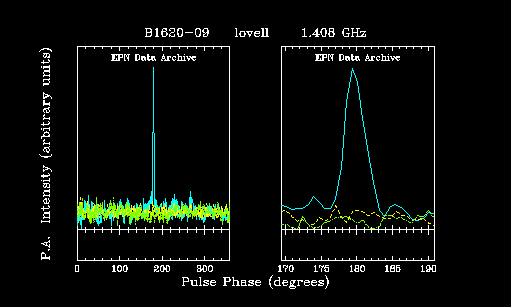 B1620-09 lovell 1.408 GHz
EPN Data Archive EPN Data Archive
P.A. Intensity (arbitrary units)
0 100 200 300 170 175 180 185 190
Pulse Phase (degrees)